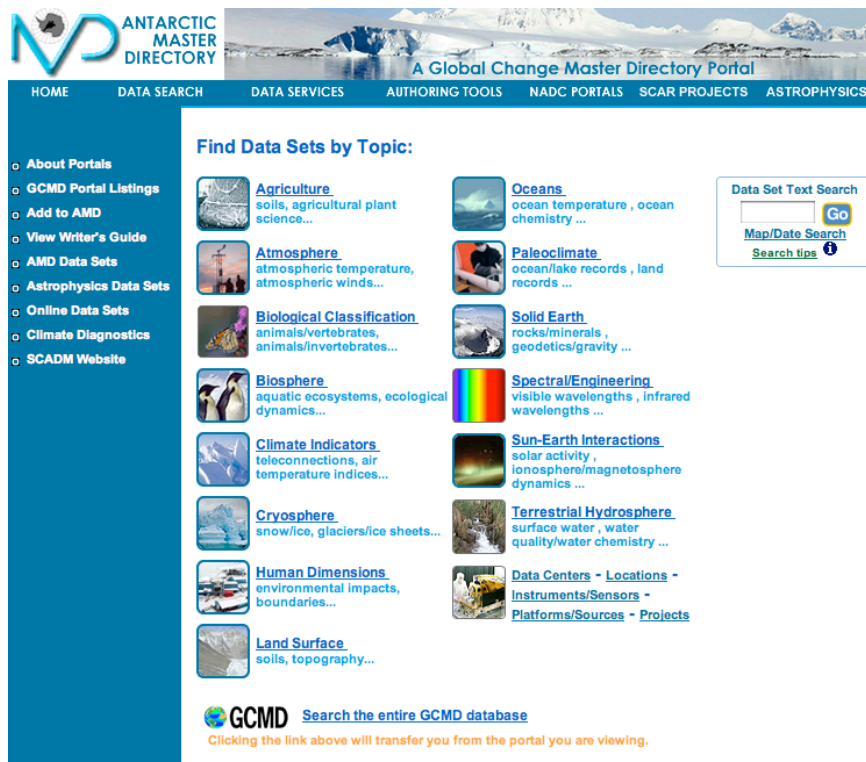 ANTARCTIC
MASTER
DIRECTORY
A Global Change Master Directory Portal
HOME DATA SEARCH DATA SERVICES AUTHORING TOOLS NADC PORTALS SCAR PROJECTS ASTROPHYSICS
About Portals
GCMD Portal Listings
Add to AMD
View Writer's Guide
AMD Data Sets
Astrophysics Data Sets
Online Data Sets
Climate Diagnostics
SCADM Website
Find Data Sets by Topic:
Agriculture
soils, agricultural plant
science...
Atmosphere
atmospheric temperature,
atmospheric winds...
Biological Classification
animals/vertebrates,
animals/invertebrates...
Biosphere
aquatic ecosystems, ecological
dynamics...
Climate Indicators
teleconnections, air
temperature indices...
Cryosphere
snow/ice, glaciers/ice sheets...
Human Dimensions
environmental impacts,
boundaries...
Land Surface
soils, topography...
Oceans
ocean temperature , ocean
chemistry ...
Paleoclimate
ocean/lake records , land
records ...
Solid Earth
rocks/minerals ,
geodetics/gravity ...
Spectral/Engineering
visible wavelengths , infrared
wavelengths ...
Sun-Earth Interactions
solar activity ,
ionosphere/magnetosphere
dynamics ...
Terrestrial Hydrosphere
surface water , water
quality/water chemistry ...
Data Centers - Locations -
Instruments/Sensors -
Platforms/Sources - Projects
Data Set Text Search
Go
Map/Date Search
Search tips i
GCMD Search the entire GCMD database
Clicking the link above will transfer you from the portal you are viewing.